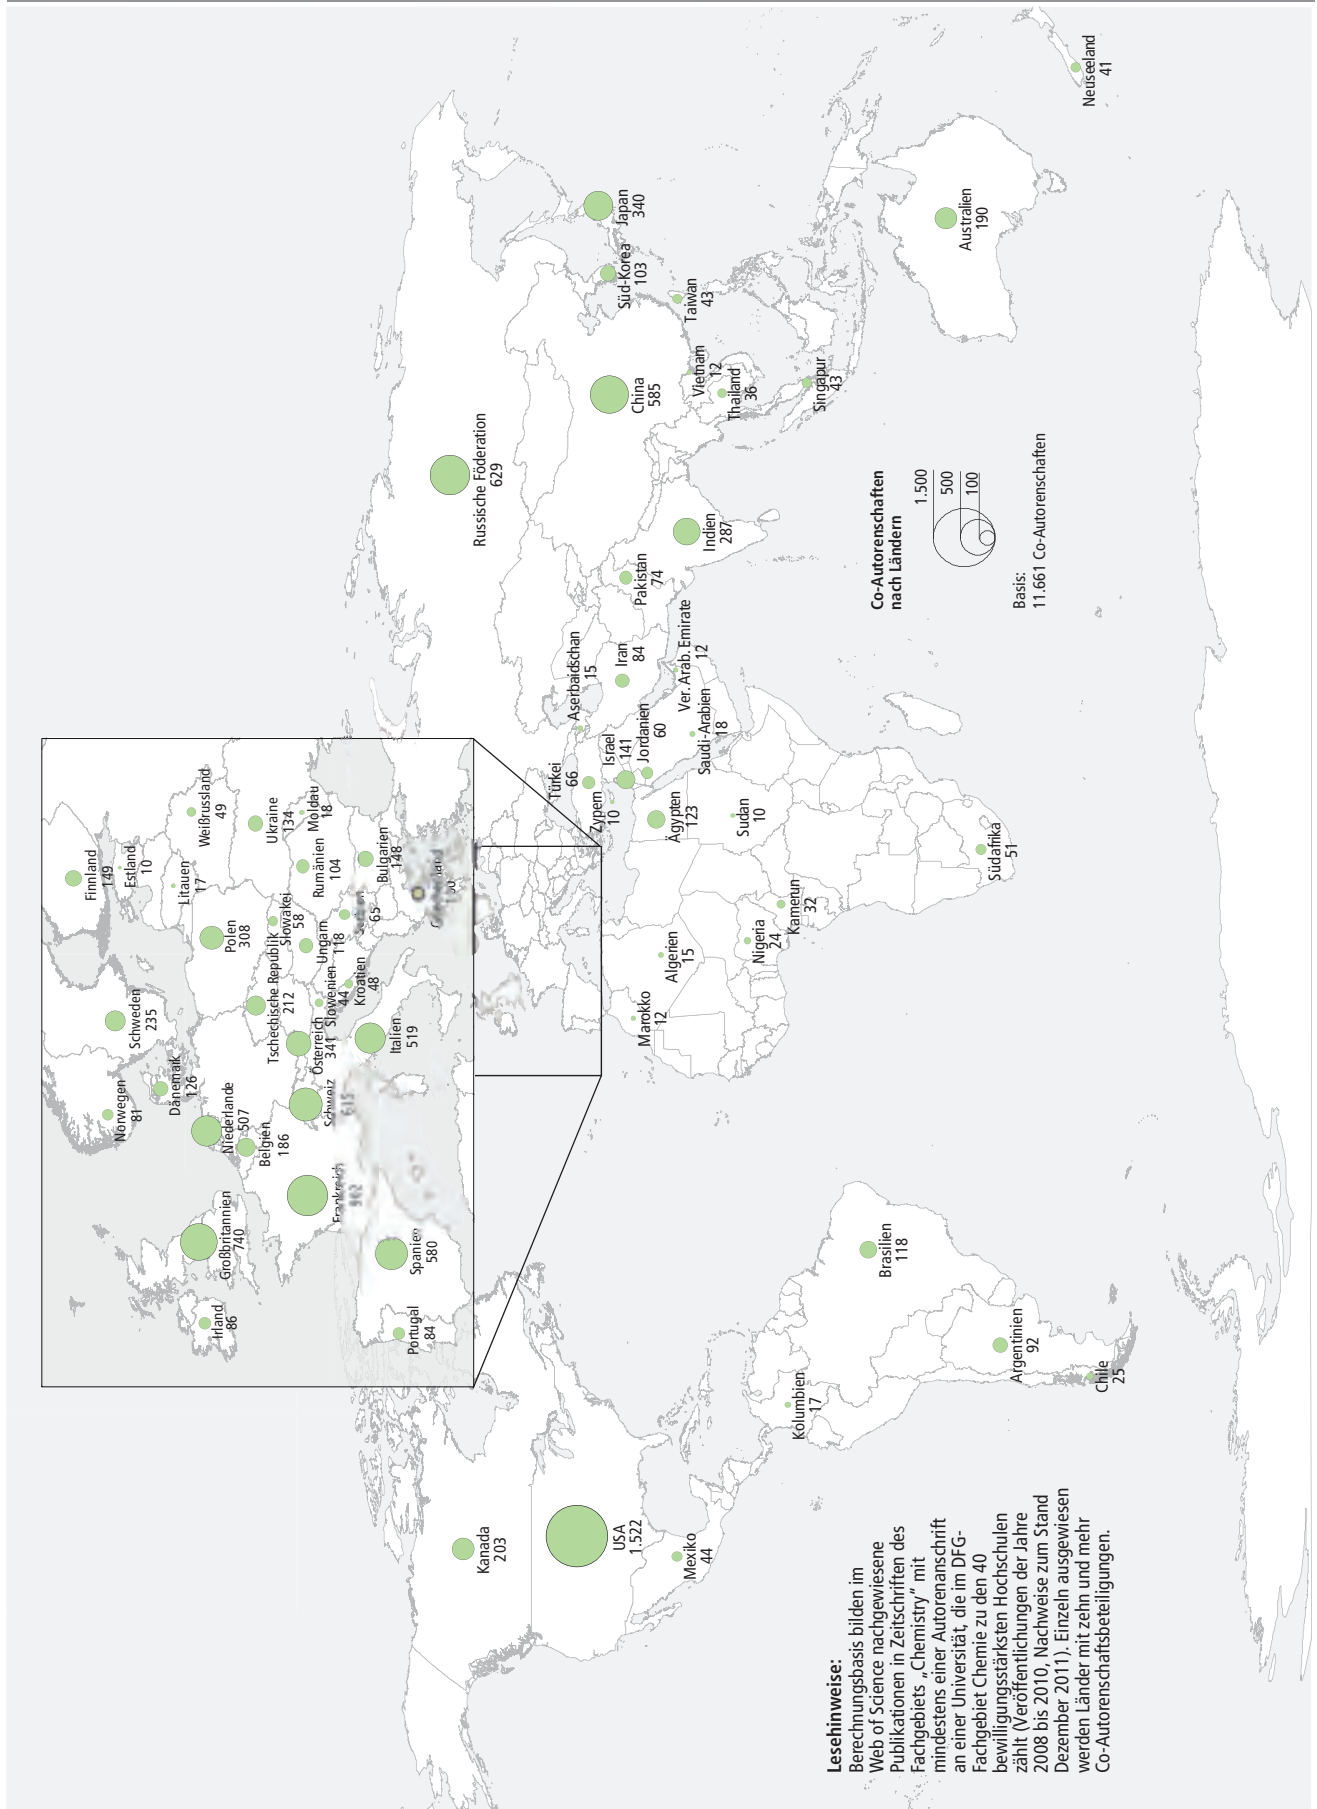 Finnland
149
Estland
10
Litauen
17
Weißrussland
49
Schweden
235
Norwegen
81
Dänemark
126
Irland
86
Großbritannien
740
Niederlande
507
Belgien
186
Polen
308
Tschechische Republik
212
Slowakei
58
Ukraine
134
Moldau
18
Rumänien
104
Ungarn
118
Österreich
341
Slowenien
44
Kroatien
48
65
Bulgarien
148
Schweiz
615
Frankreich
Italien
519
Spanien
580
Portugal
84
Russische Föderation
629
China
585
Japan
340
Süd-Korea
103
Taiwan
43
Vietnam
12
Thailand
36
Singapur
43
Indien
287
Pakistan
74
Iran
84
Aserbaidschan
15
Türkei
66
Zypern
10
Israel
141
Jordanien
60
Ver. Arab. Emirate
12
Saudi-Arabien
18
Ägypten
123
Sudan
10
Algerien
15
Marokko
12
Nigeria
24
Kamerun
32
Südafrika
51
Australien
190
Neuseeland
41
Kanada
203
USA
1.522
Mexiko
44
Kolumbien
17
Brasilien
118
Argentinien
92
Chile
25
Co-Autorenschaften
nach Ländern
1.500
500
100
Basis:
11.661 Co-Autorenschaften
Lesehinweise:
Berechnungsbasis bilden im
Web of Science nachgewiesene
Publikationen in Zeitschriften des
Fachgebiets „Chemistry“ mit
mindestens einer Autorenanschrift
an einer Universität, die im DFG-
Fachgebiet Chemie zu den 40
bewilligungsstärksten Hochschulen
zählt (Veröffentlichungen der Jahre
2008 bis 2010, Nachweise zum Stand
Dezember 2011). Einzeln ausgewiesen
werden Länder mit zehn und mehr
Co-Autorenschaftsbeteiligungen.